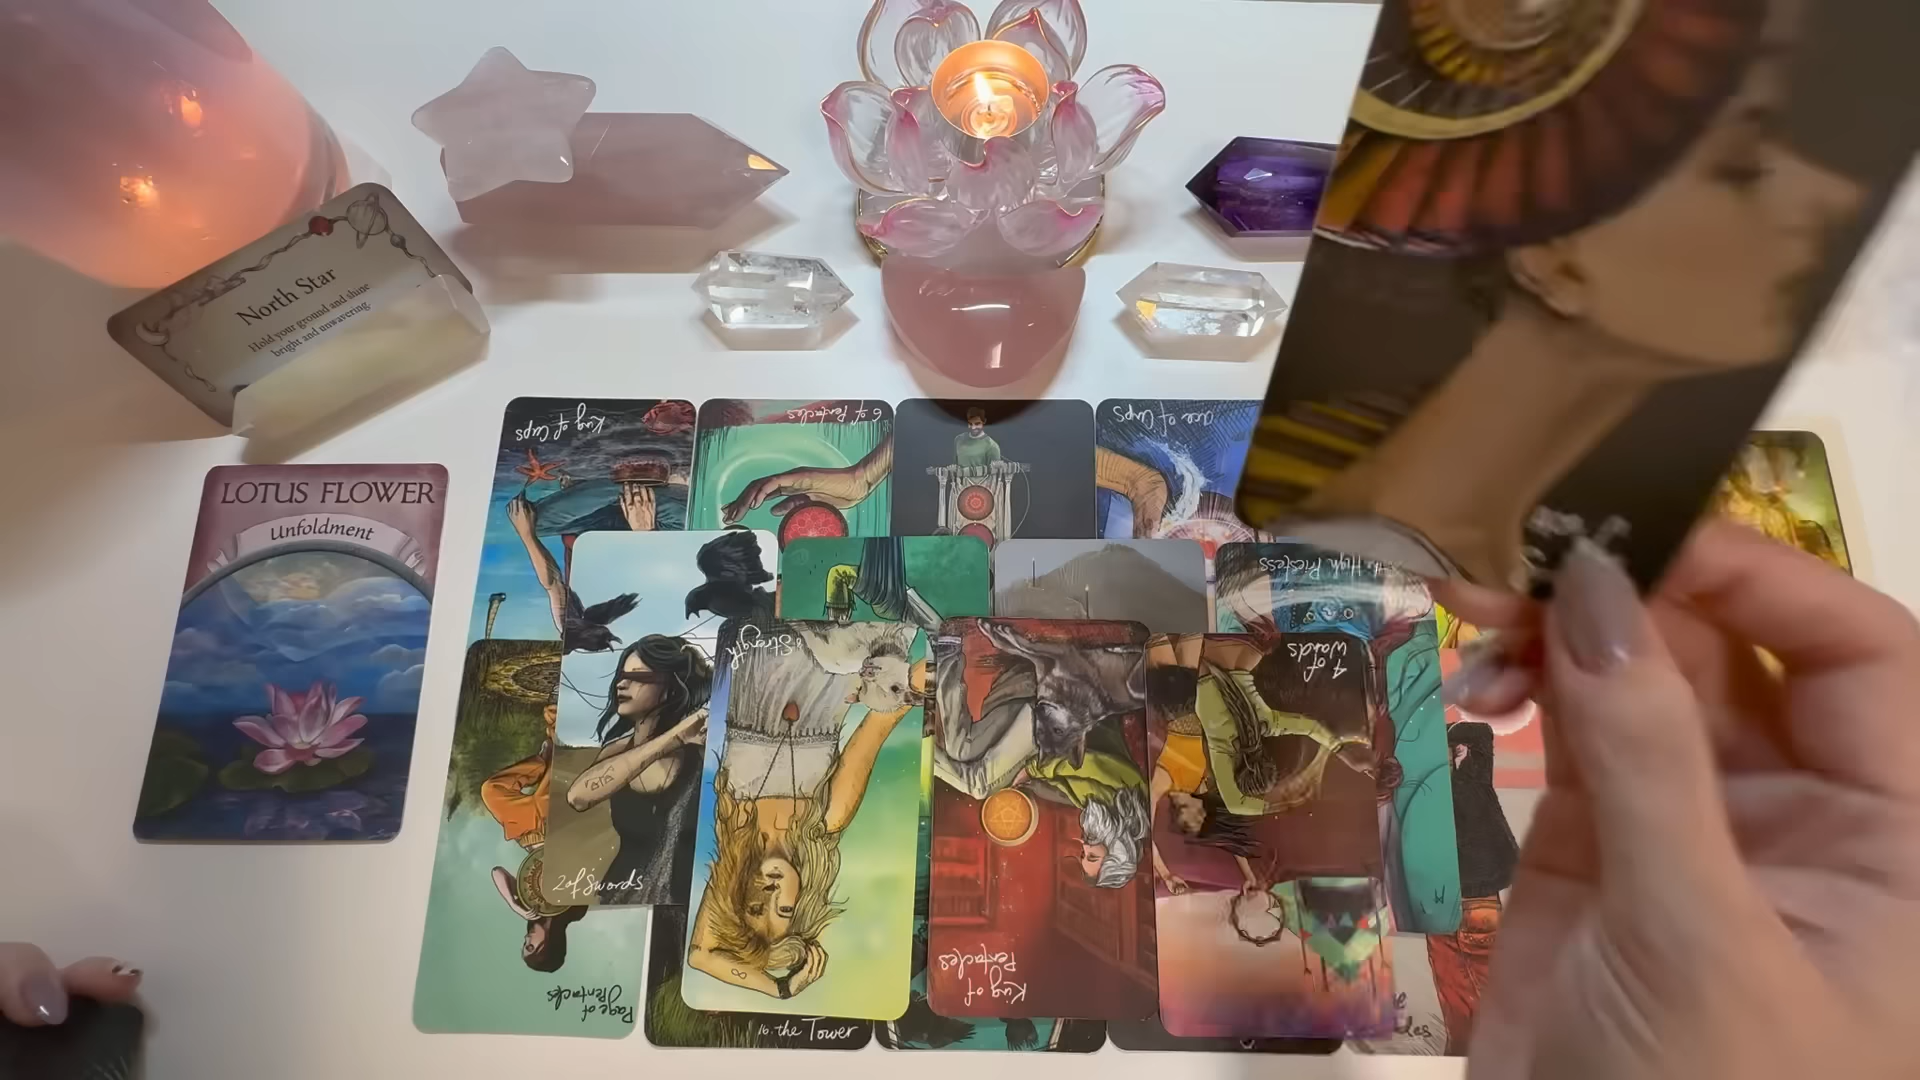 North Star
Hold your ground and shine
bright and unwavering.
LOTUS FLOWER
Unfoldment
King of Cups
6 of Pentacles
ace of Cups
the High Priestess
Strength
4 of
Wands
2 of Swords
King of
Pentacles
Page of
Pentacles
16. the Tower